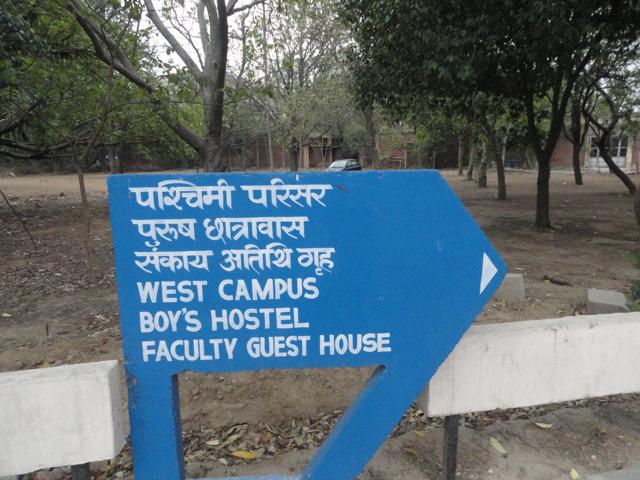 पश्चिमी परिसर
पुरुष छात्रावास
संकाय अतिथि गृह
WEST CAMPUS
BOY'S HOSTEL
FACULTY GUEST HOUSE